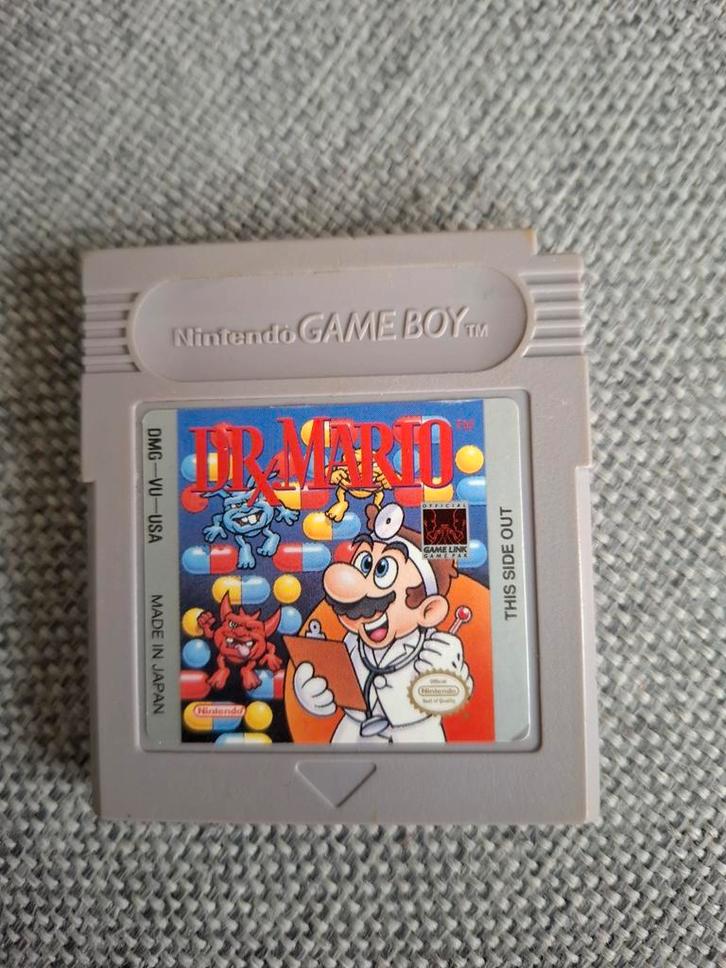 Nintendo GAME BOY TM
DR. MARIO TM
DMG-VU-USA
MADE IN JAPAN
OFFICIAL
GAME LINK
GAME PAK
THIS SIDE OUT
Nintendo
Official
Nintendo
Seal of Quality